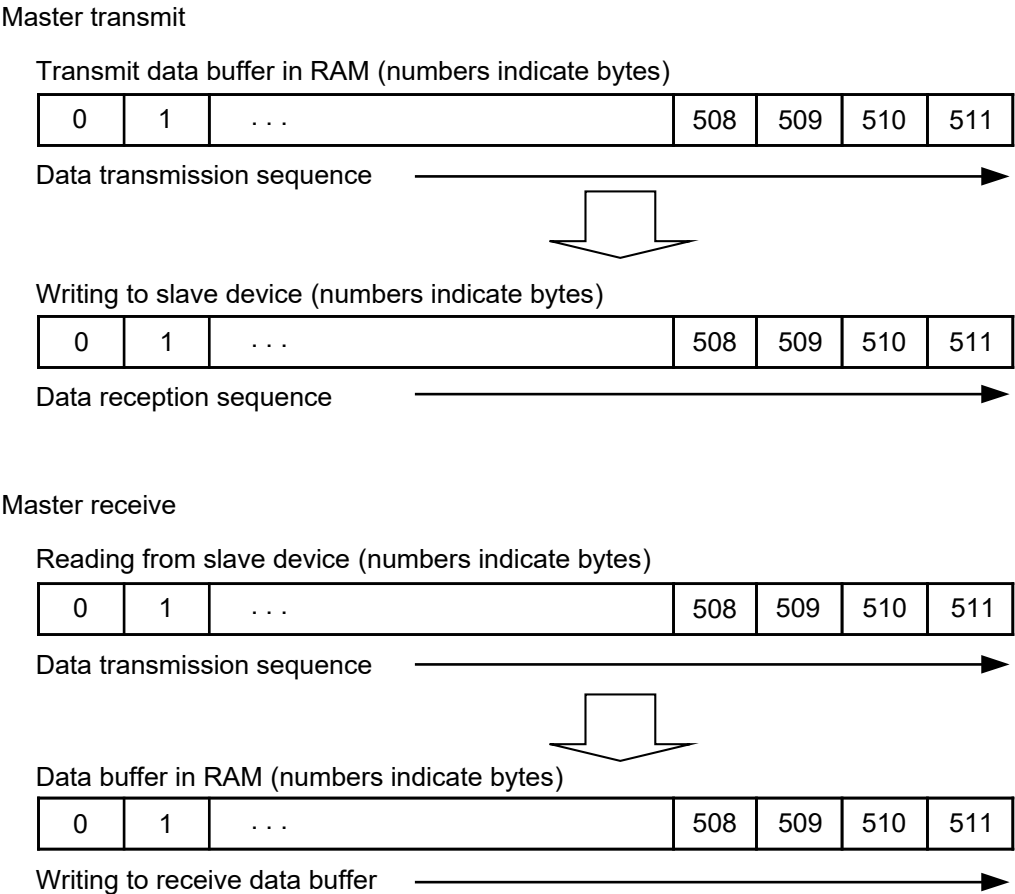 Master transmit
Transmit data buffer in RAM (numbers indicate bytes)
0 1 . . . 508 509 510 511
Data transmission sequence
Writing to slave device (numbers indicate bytes)
0 1 . . . 508 509 510 511
Data reception sequence
Master receive
Reading from slave device (numbers indicate bytes)
0 1 . . . 508 509 510 511
Data transmission sequence
Data buffer in RAM (numbers indicate bytes)
0 1 . . . 508 509 510 511
Writing to receive data buffer